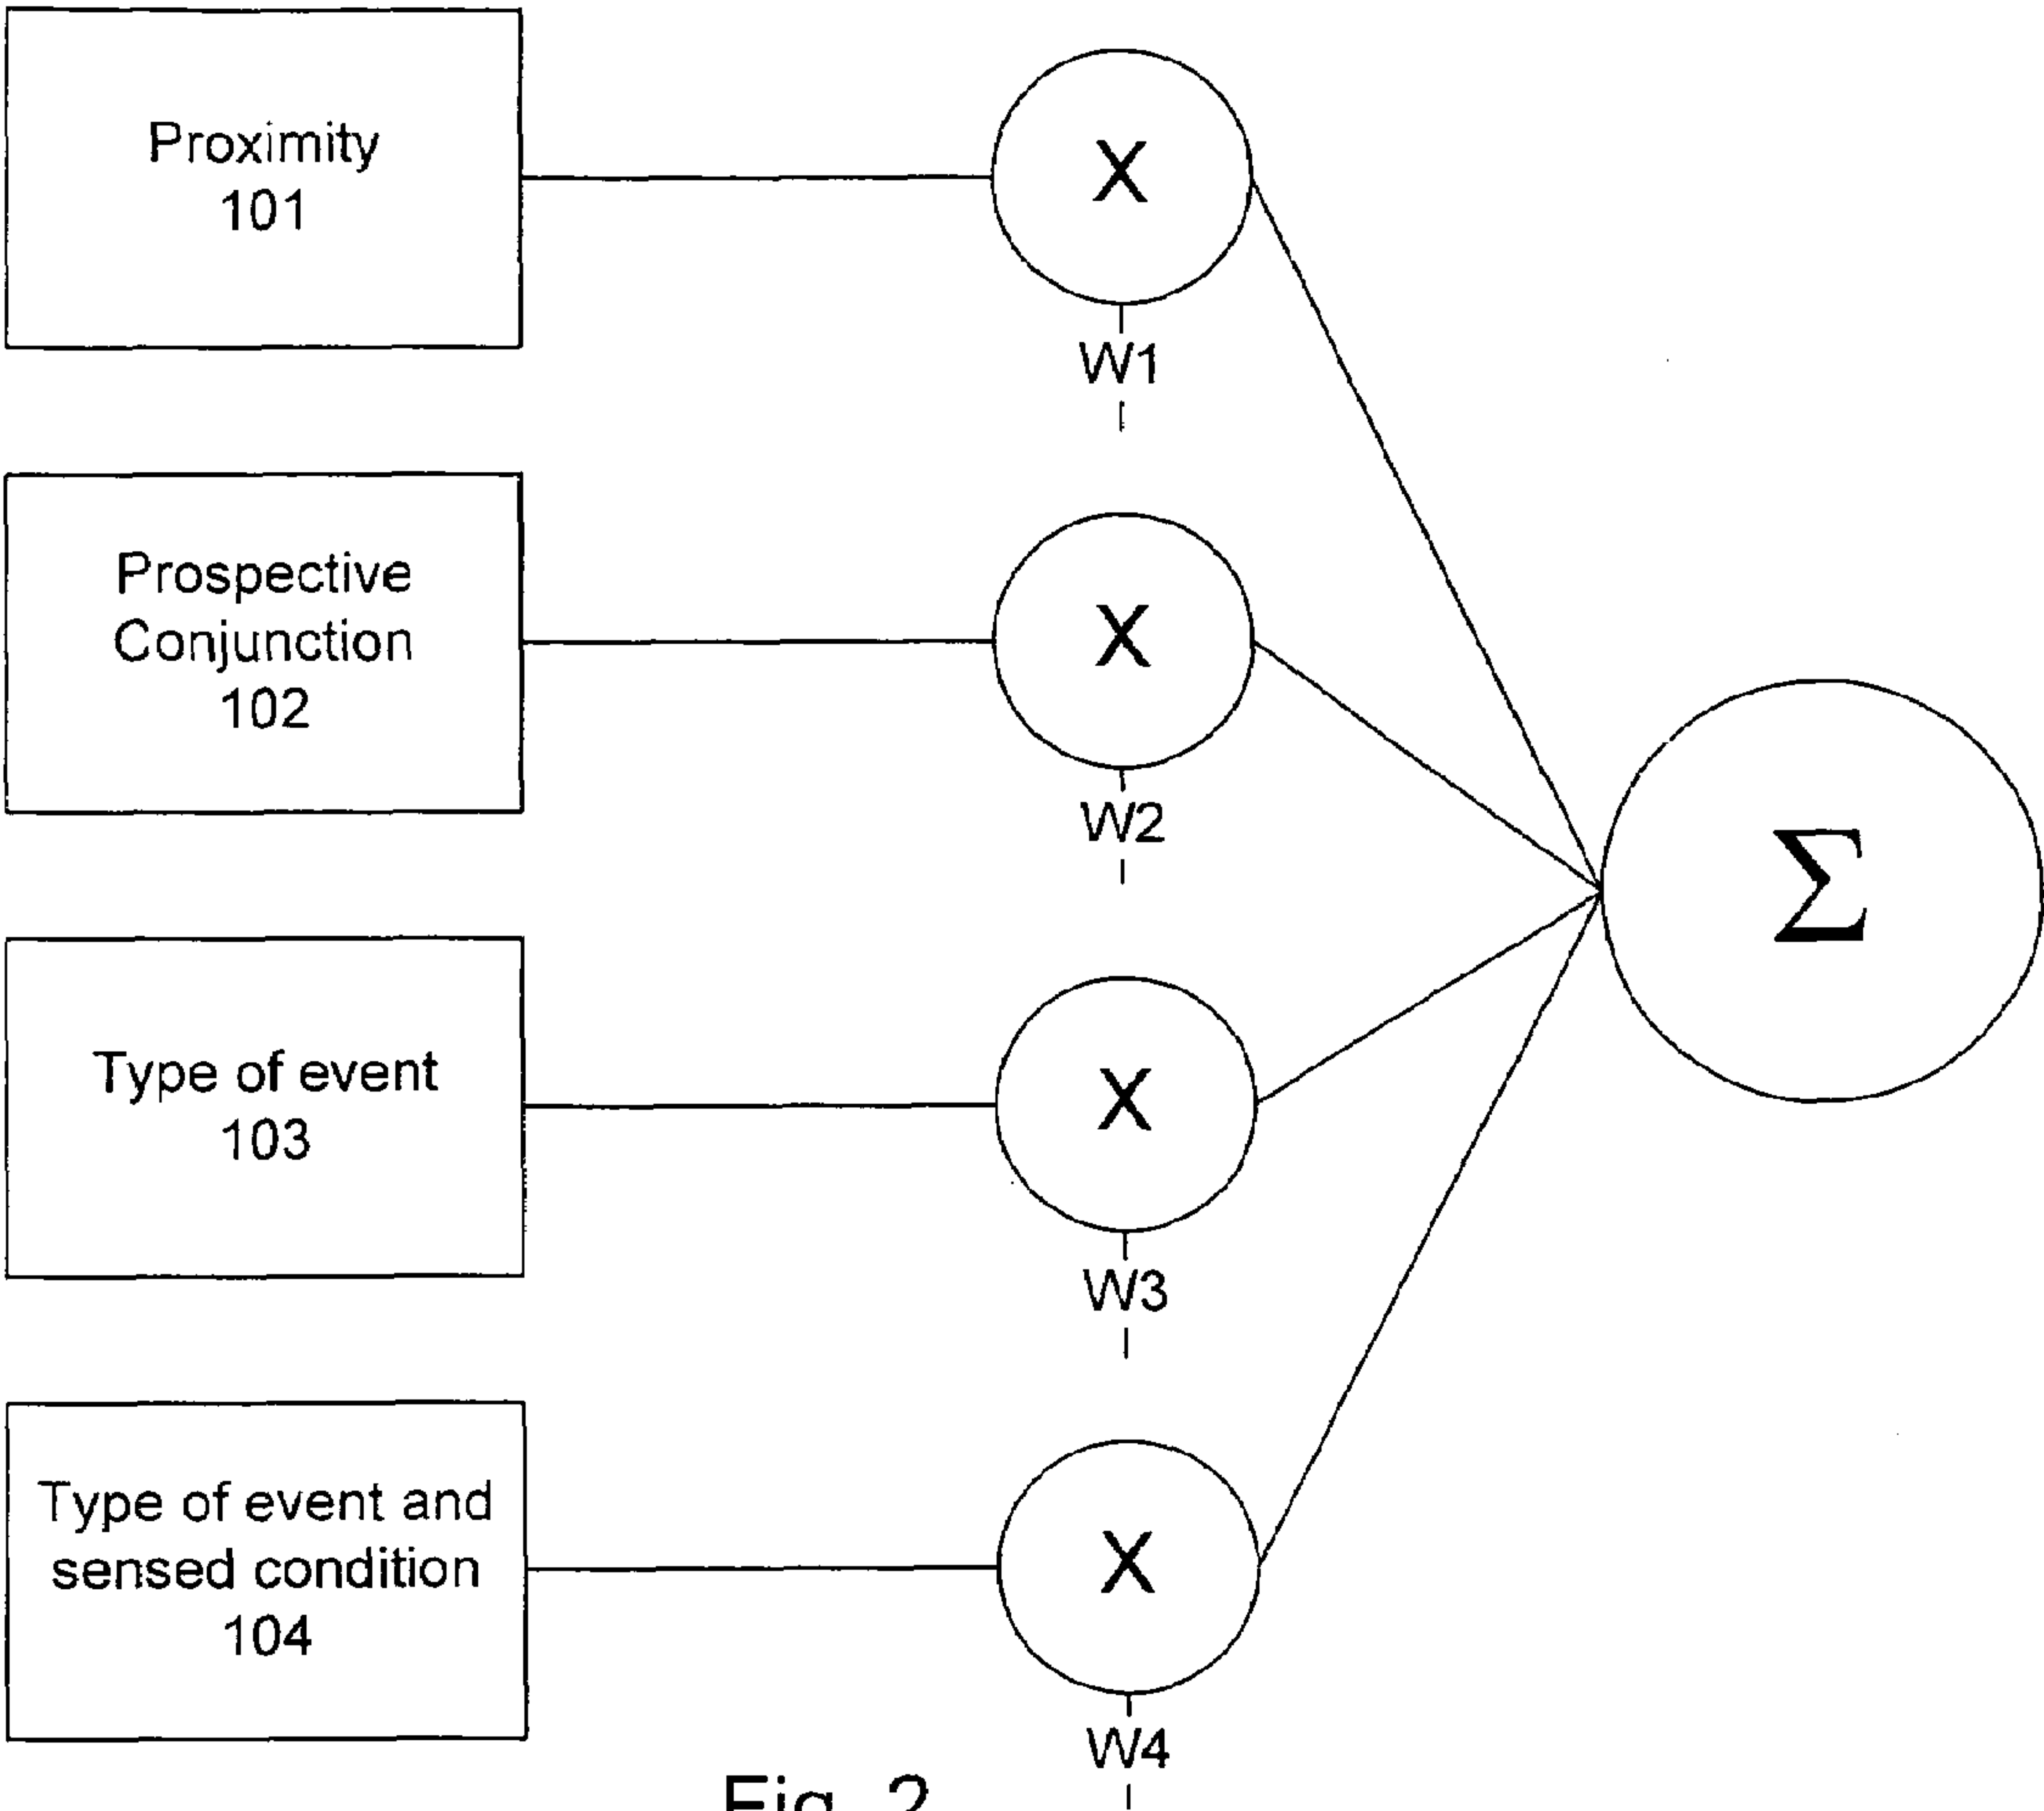 Proximity
101
X
W1
Prospective
Conjunction
102
X
W2
Σ
Type of event
103
X
W3
Type of event and
sensed condition
104
X
W4
Fig. 2